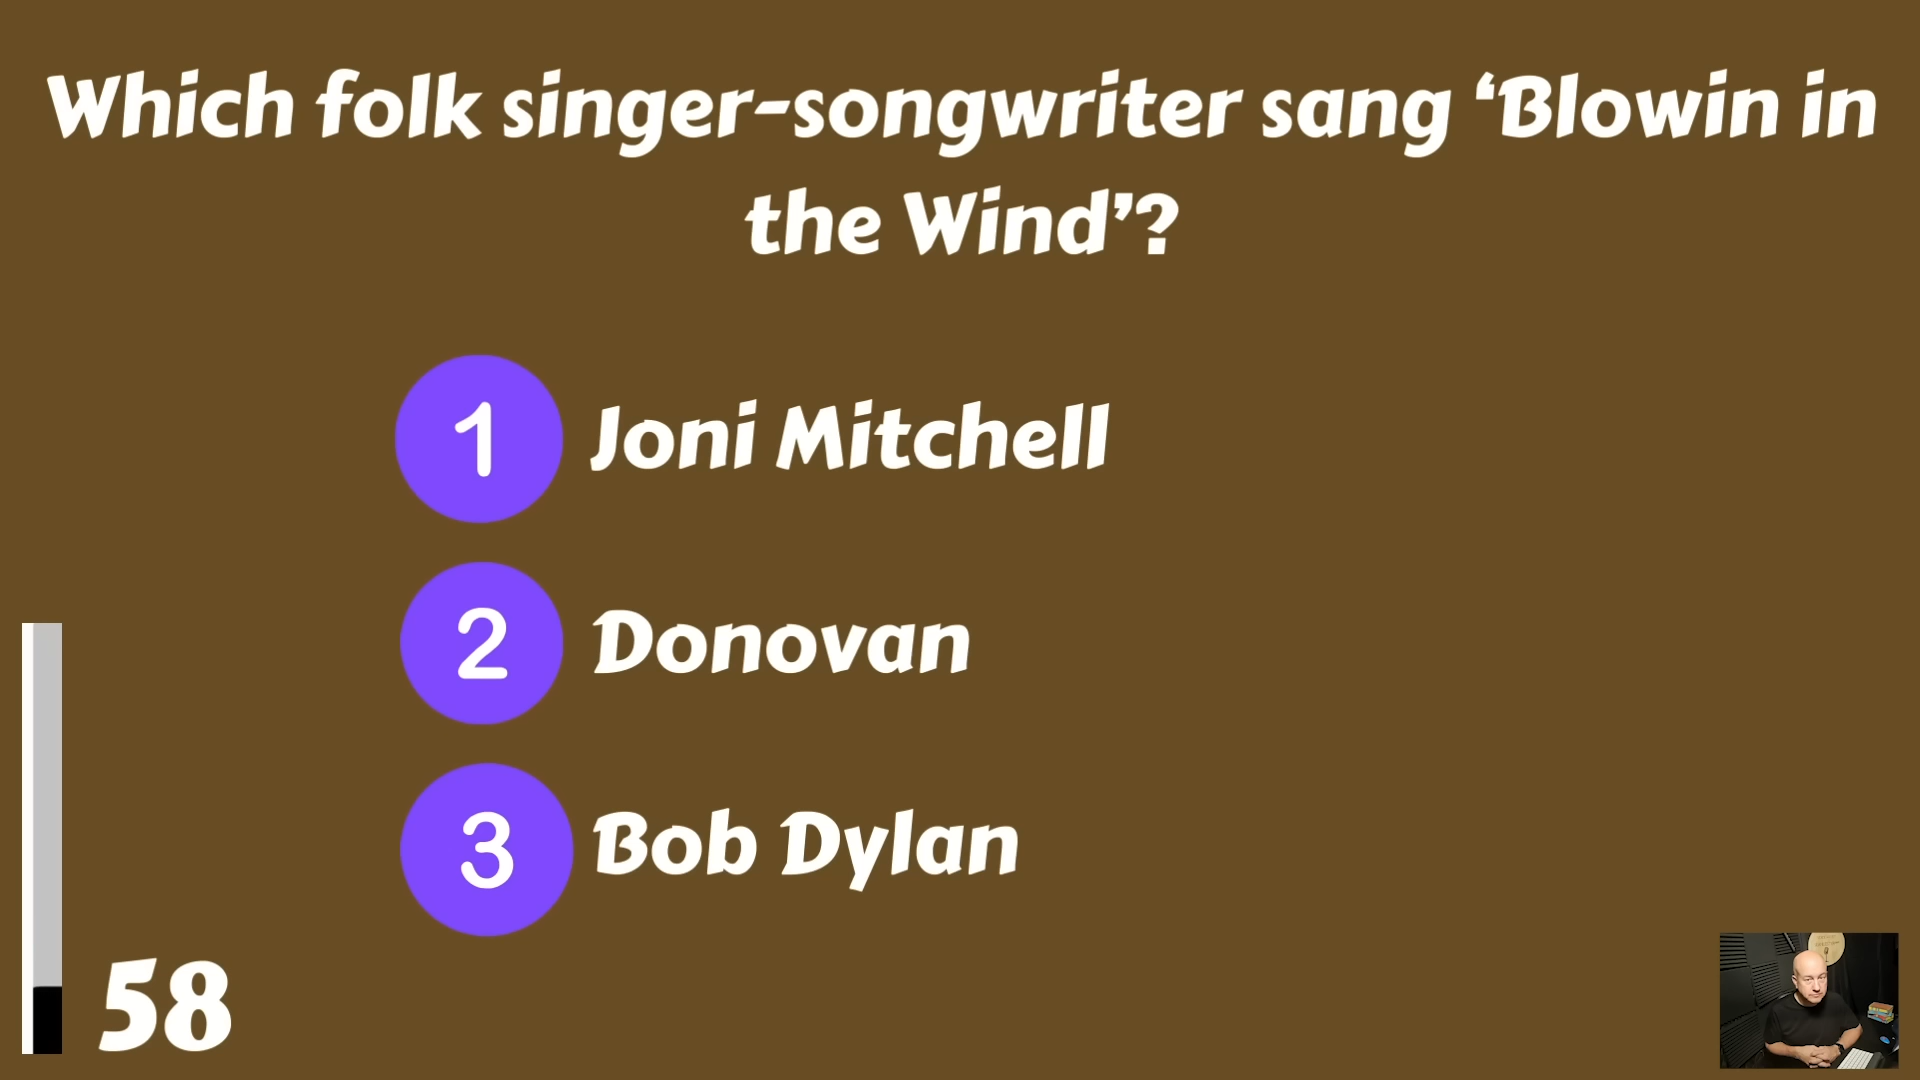 Which folk singer-songwriter sang ‘Blowin in
the Wind’?
1 Joni Mitchell
2 Donovan
3 Bob Dylan
58